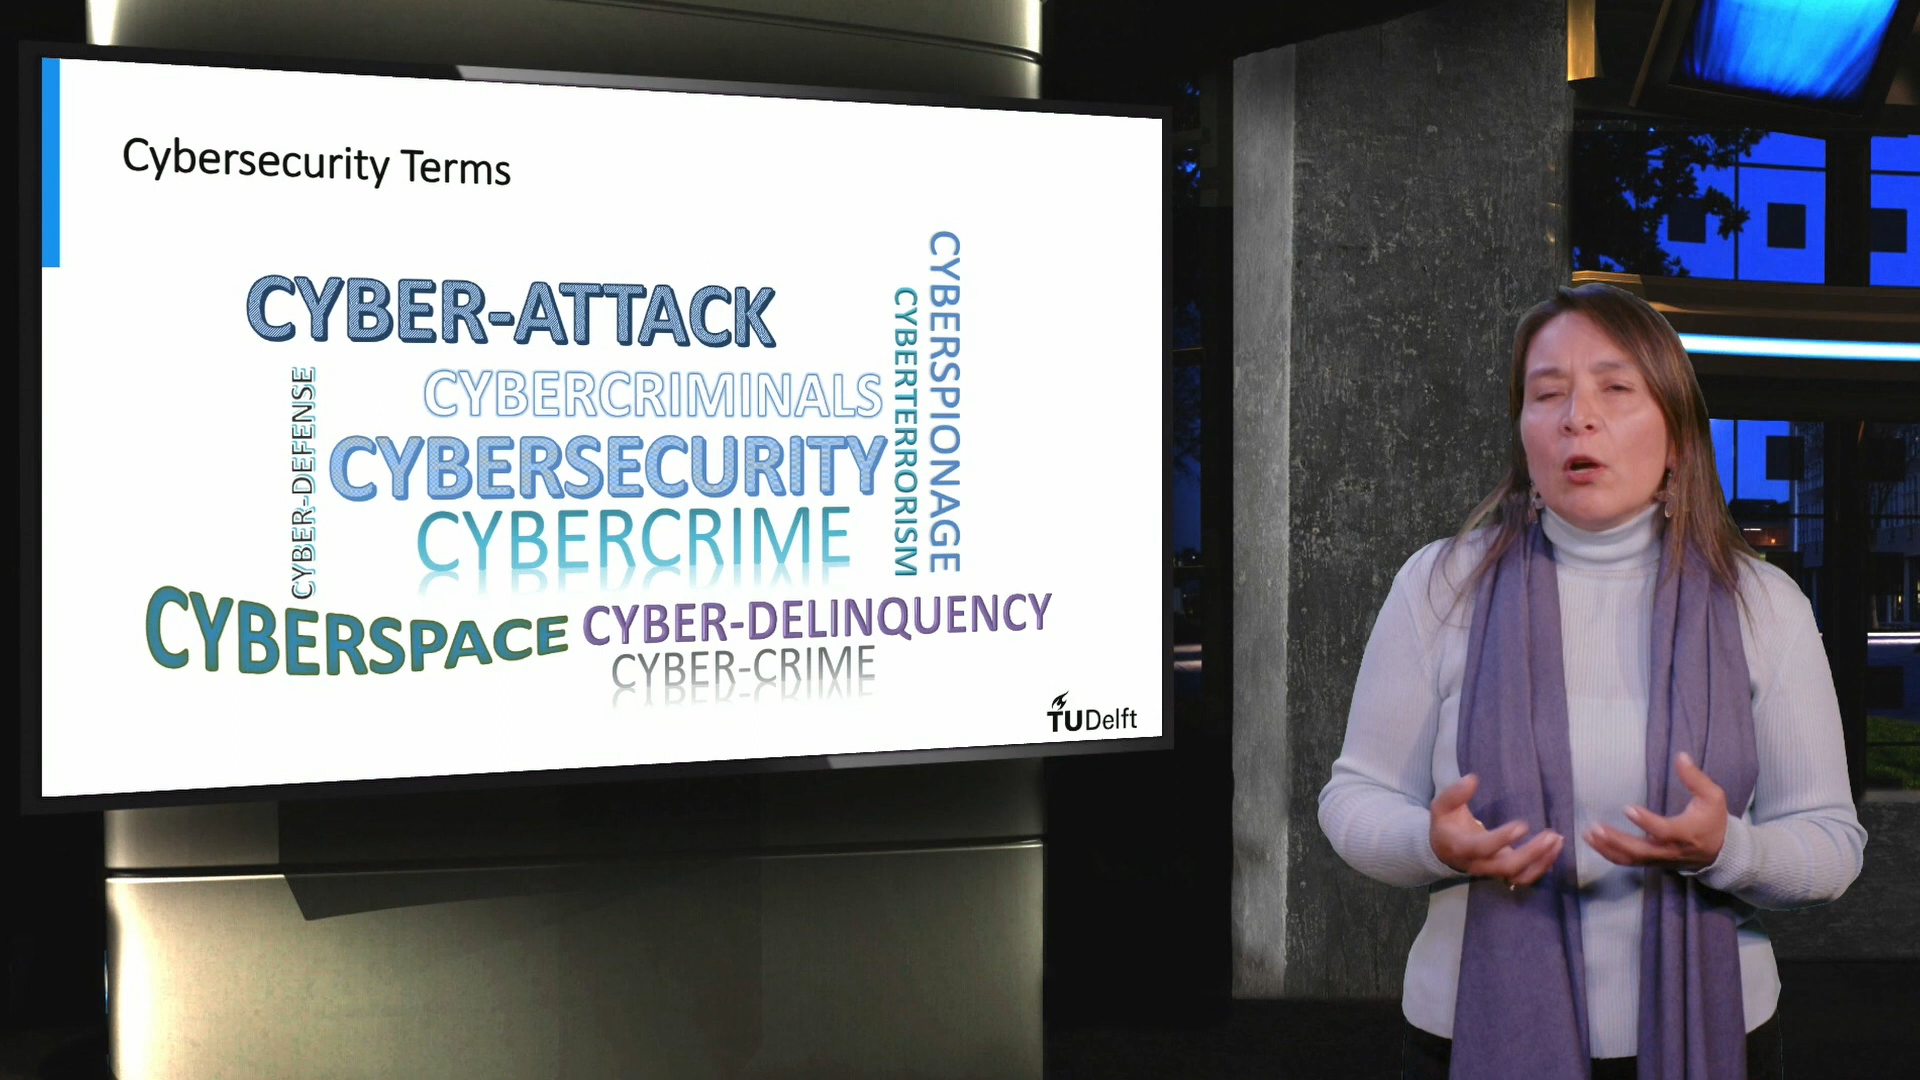 Cybersecurity Terms
CYBER-ATTACK
CYBERSPIONAGE
CYBERTERRORISM
CYBER-DEFENSE
CYBERCRIMINALS
CYBERSECURITY
CYBERCRIME
CYBERSPACE
CYBER-DELINQUENCY
CYBER-CRIME
TUDelft